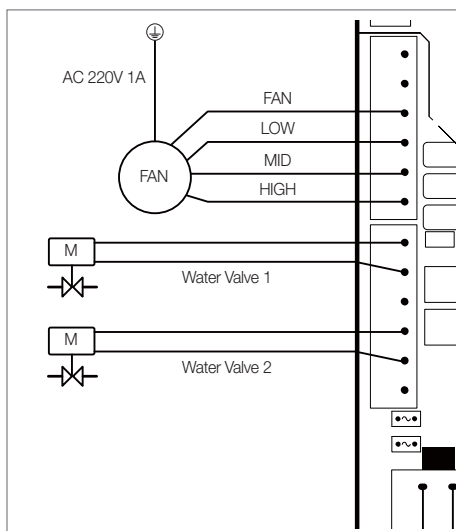 AC 220V 1A
FAN
LOW
MID
HIGH
FAN
M
Water Valve 1
M
Water Valve 2